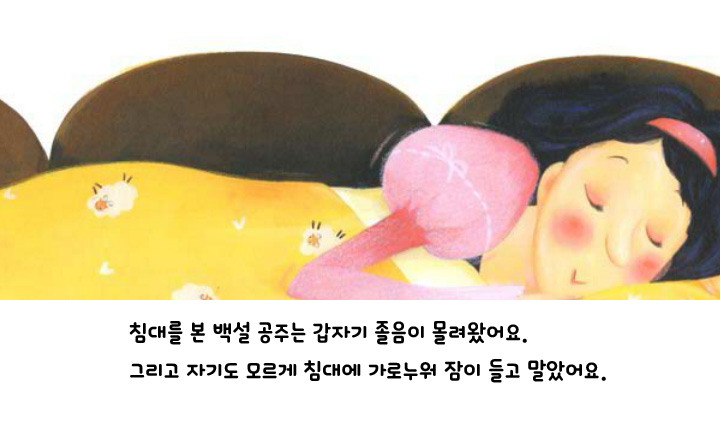 침대를 본 백설 공주는 갑자기 졸음이 몰려왔어요.
그리고 자기도 모르게 침대에 가로누워 잠이 들고 말았어요.